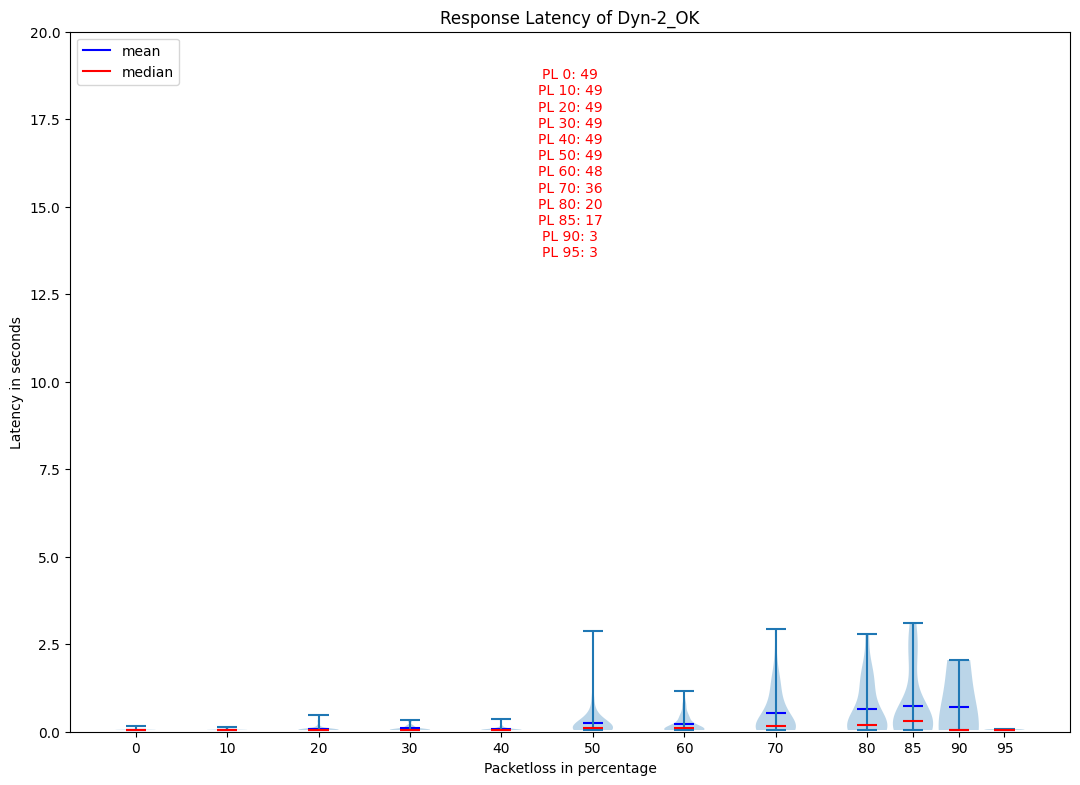 Response Latency of Dyn-2_OK
mean
median
PL 0: 49
PL 10: 49
PL 20: 49
PL 30: 49
PL 40: 49
PL 50: 49
PL 60: 48
PL 70: 36
PL 80: 20
PL 85: 17
PL 90: 3
PL 95: 3
20.0
17.5
15.0
12.5
10.0
7.5
5.0
2.5
0.0
Latency in seconds
0 10 20 30 40 50 60 70 80 85 90 95
Packetloss in percentage